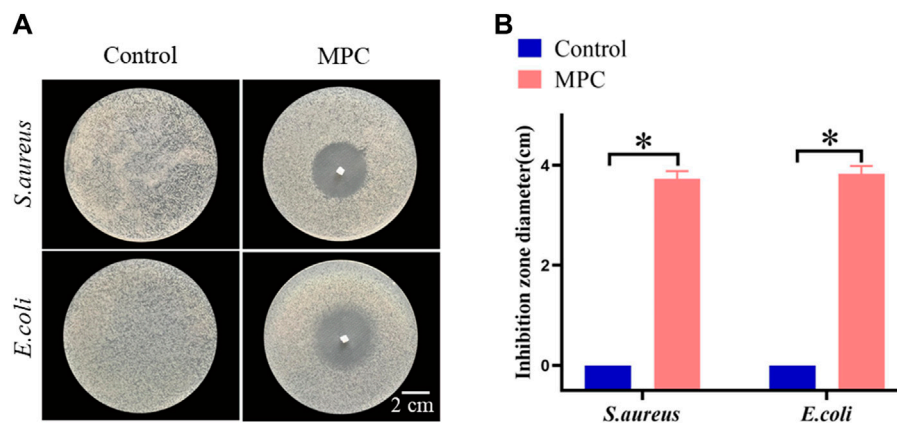 A
Control MPC
S.aureus
E.coli
2 cm
B
Control
MPC
Inhibition zone diameter(cm)
4
2
0
* *
S.aureus E.coli